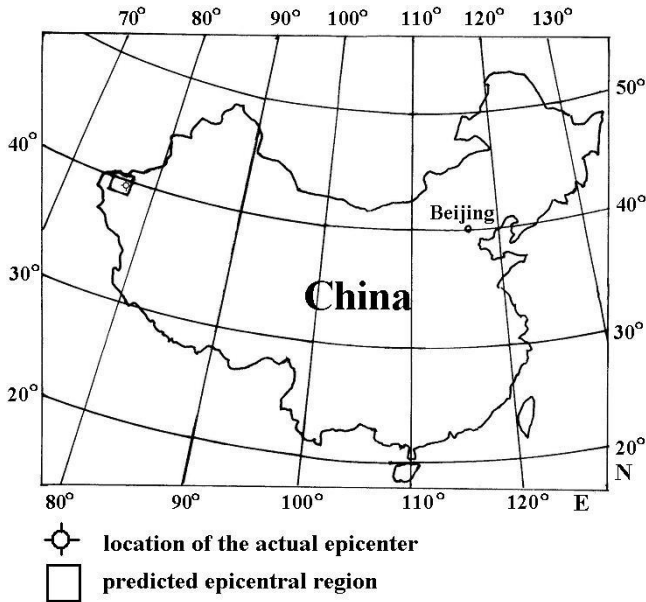 70° 80° 90° 100° 110° 120° 130°
50°
40°
Beijing
40°
30°
China
30°
20°
20°
N
80° 90° 100° 110° 120° E
location of the actual epicenter
predicted epicentral region